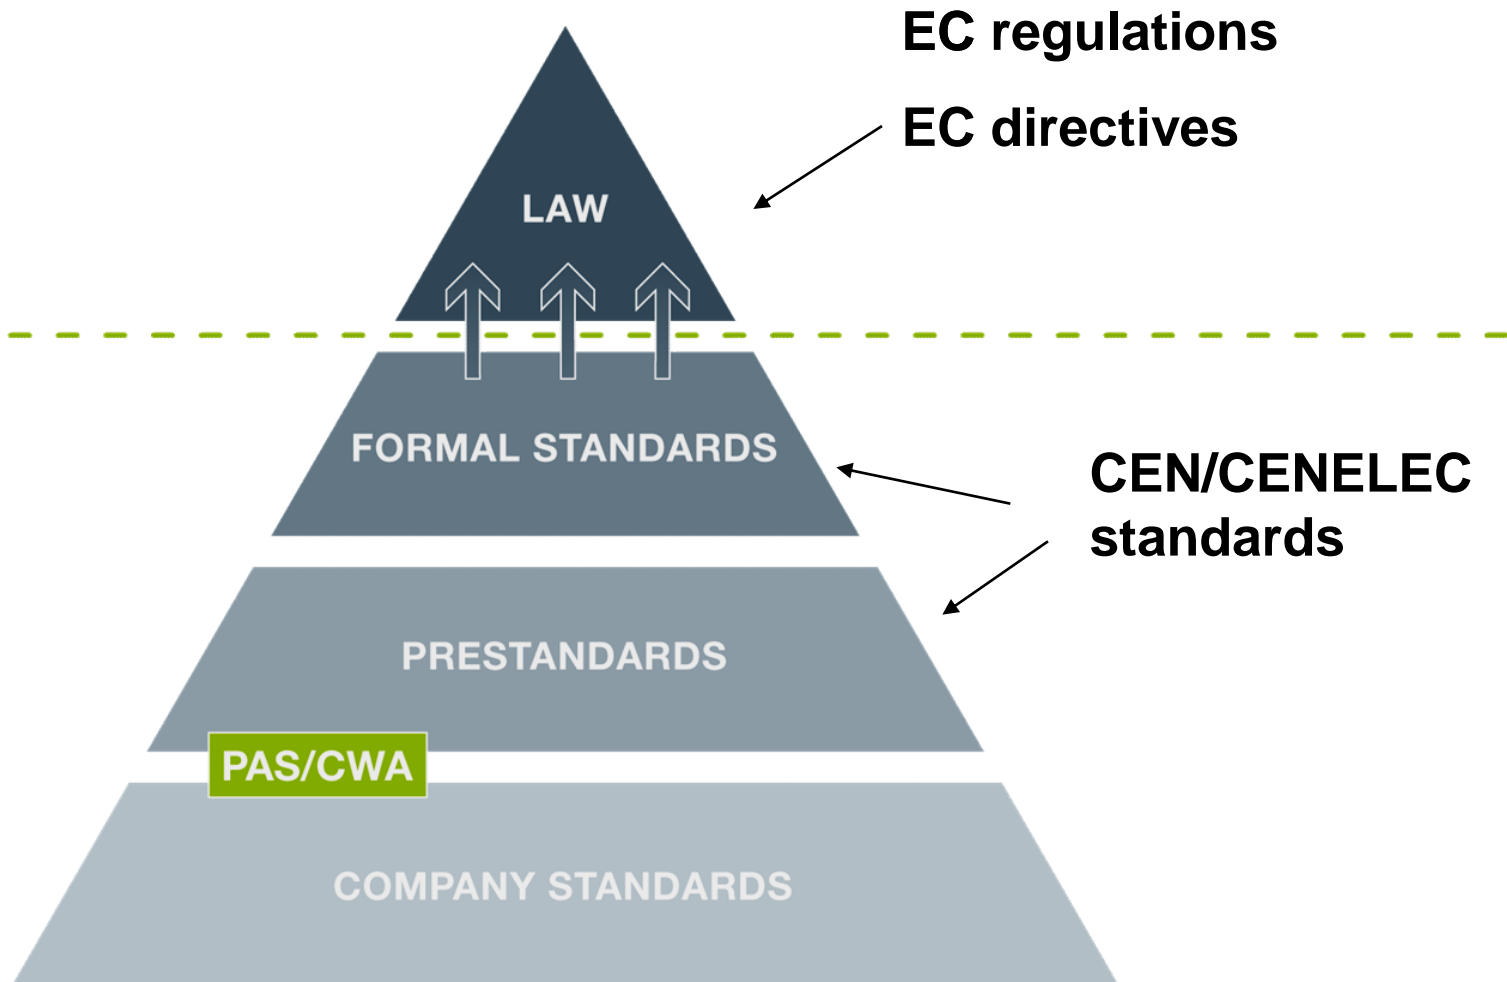 EC regulations
EC directives
LAW
FORMAL STANDARDS
CEN/CENELEC
standards
PRESTANDARDS
PAS/CWA
COMPANY STANDARDS